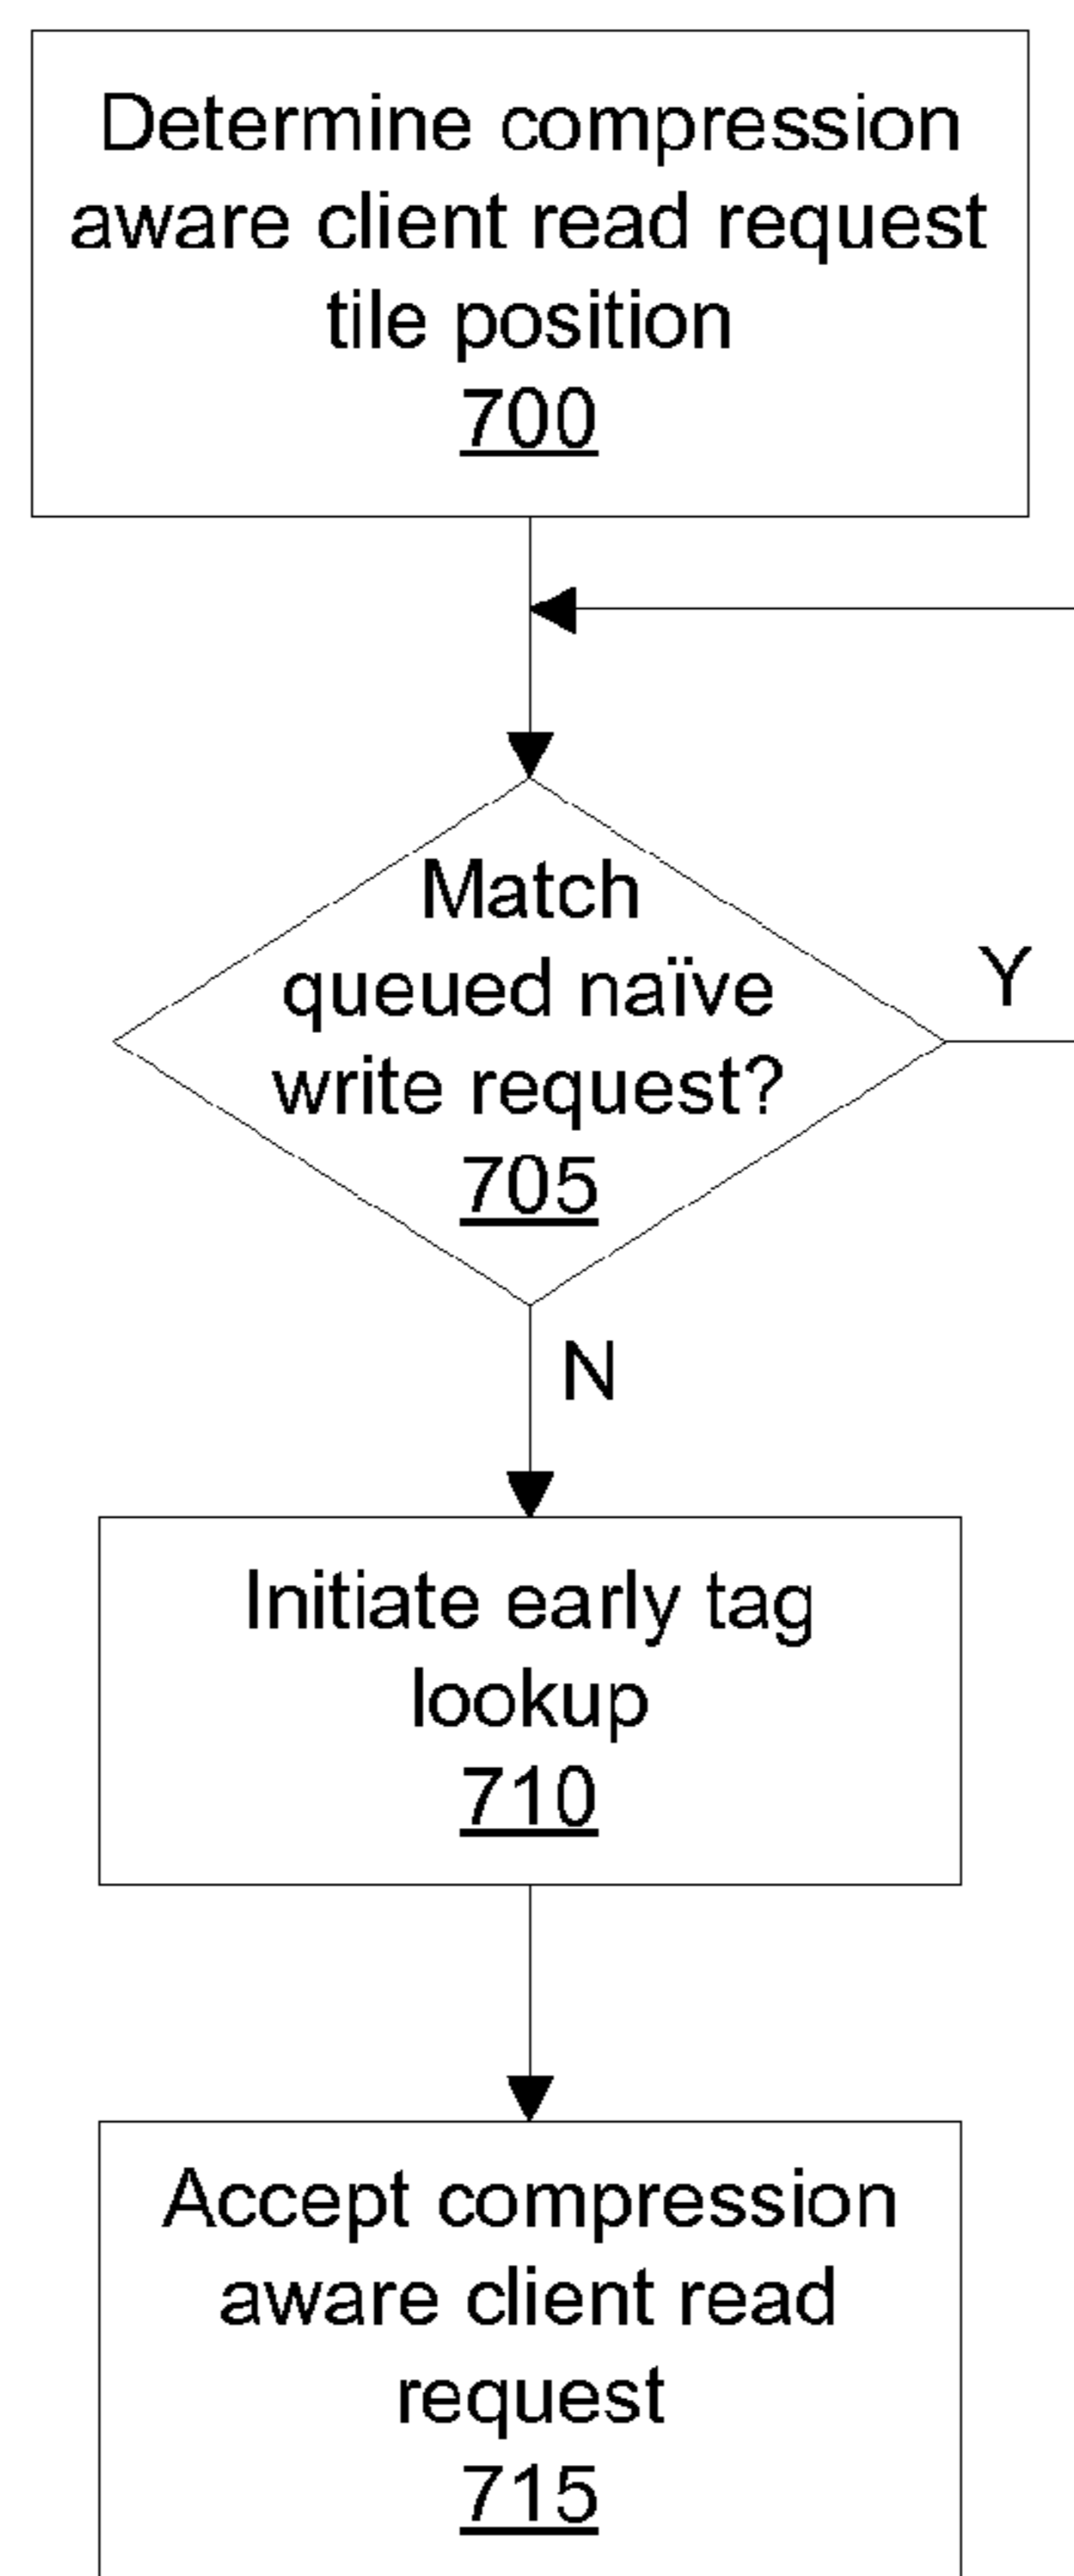 Determine compression
aware client read request
tile position
700
Match
queued naïve
write request?
705
Y
N
Initiate early tag
lookup
710
Accept compression
aware client read
request
715